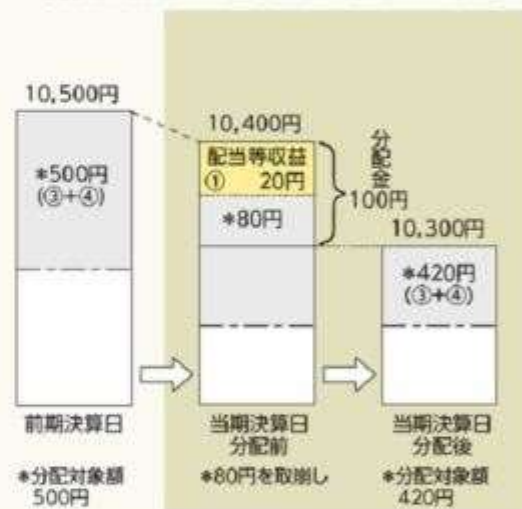 10,500円
*500円
(③+④)
前期決算日
*分配対象額
500円
10,400円
配当等収益
① 20円
*80円
分配金
100円
当期決算日
分配前
*80円を取崩し
10,300円
*420円
(③+④)
当期決算日
分配後
*分配対象額
420円